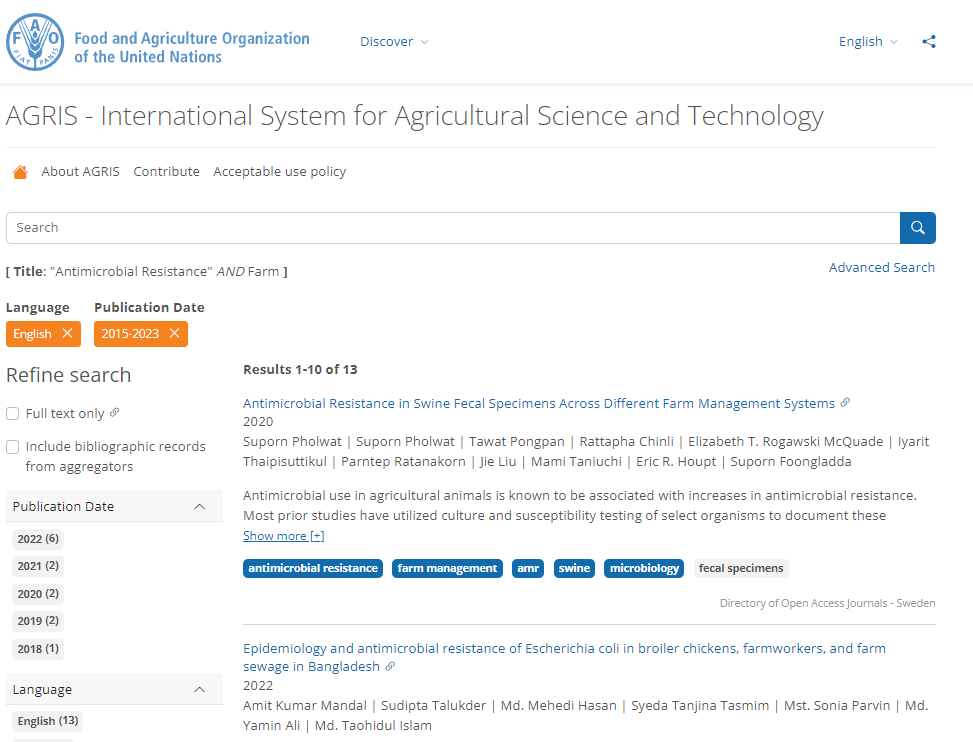 F A O
FIAT PANIS
Food and Agriculture Organization
of the United Nations
Discover
English
AGRIS - International System for Agricultural Science and Technology
About AGRIS Contribute Acceptable use policy
Search
[ Title: "Antimicrobial Resistance" AND Farm ]
Advanced Search
Language Publication Date
English × 2015-2023 ×
Refine search
Full text only
Include bibliographic records
from aggregators
Publication Date
2022 (6)
2021 (2)
2020 (2)
2019 (2)
2018 (1)
Language
English (13)
Results 1-10 of 13
Antimicrobial Resistance in Swine Fecal Specimens Across Different Farm Management Systems
2020
Suporn Pholwat | Suporn Pholwat | Tawat Pongpan | Rattapha Chinli | Elizabeth T. Rogawski McQuade | Iyarit
Thaipisuttikul | Parntep Ratanakorn | Jie Liu | Mami Taniuchi | Eric R. Houpt | Suporn Foongladda
Antimicrobial use in agricultural animals is known to be associated with increases in antimicrobial resistance.
Most prior studies have utilized culture and susceptibility testing of select organisms to document these
Show more [+]
antimicrobial resistance farm management amr swine microbiology fecal specimens
Directory of Open Access Journals - Sweden
Epidemiology and antimicrobial resistance of Escherichia coli in broiler chickens, farmworkers, and farm
sewage in Bangladesh
2022
Amit Kumar Mandal | Sudipta Talukder | Md. Mehedi Hasan | Syeda Tanjina Tasmim | Mst. Sonia Parvin | Md.
Yamin Ali | Md. Taohidul Islam